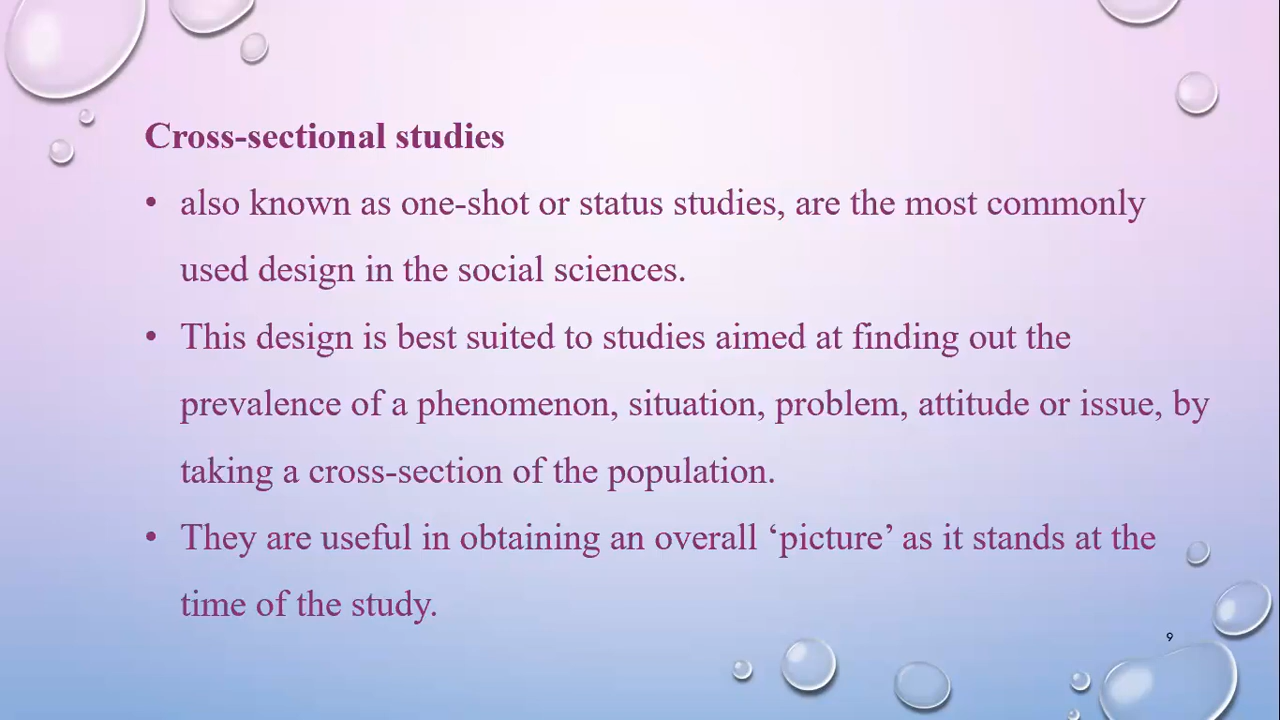 Cross-sectional studies
• also known as one-shot or status studies, are the most commonly
used design in the social sciences.
• This design is best suited to studies aimed at finding out the
prevalence of a phenomenon, situation, problem, attitude or issue, by
taking a cross-section of the population.
• They are useful in obtaining an overall ‘picture’ as it stands at the
time of the study.
9